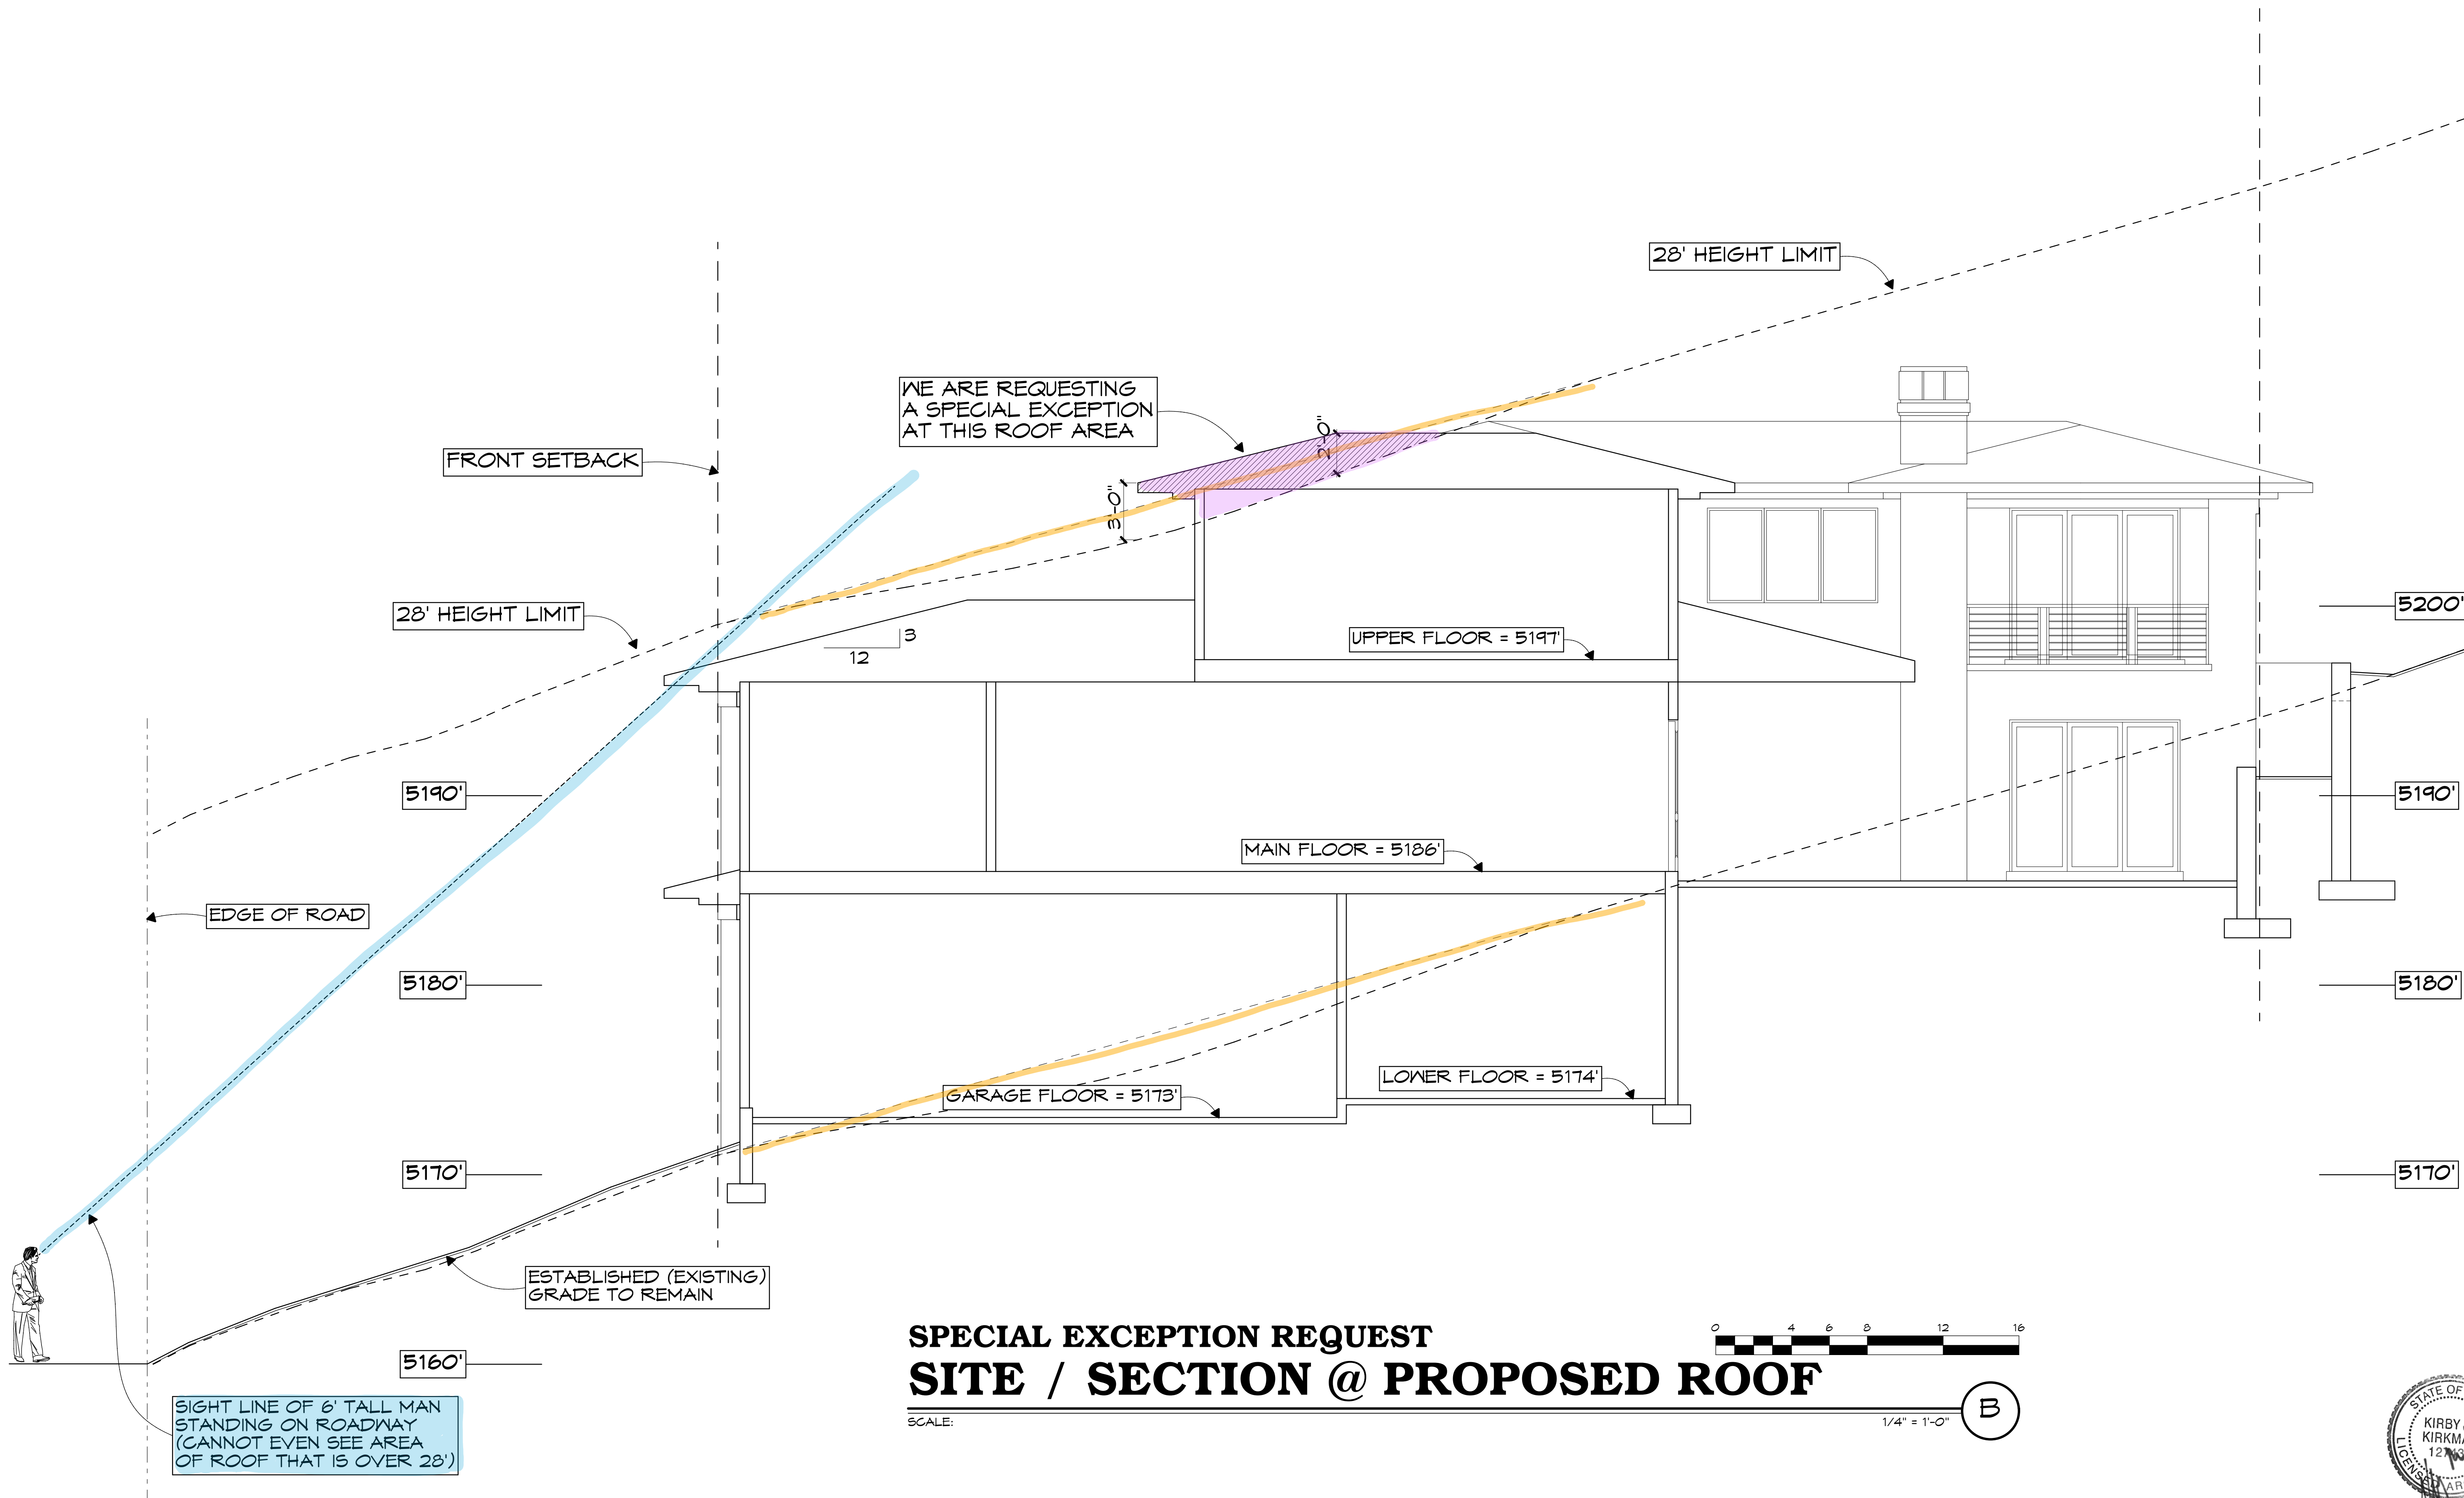 28' HEIGHT LIMIT
WE ARE REQUESTING
A SPECIAL EXCEPTION
AT THIS ROOF AREA
2'-0"
FRONT SETBACK
3'-0"
28' HEIGHT LIMIT
5200'
3
12
UPPER FLOOR = 5197'
5190'
5190'
MAIN FLOOR = 5186'
EDGE OF ROAD
5180'
5180'
GARAGE FLOOR = 5173'
LOWER FLOOR = 5174'
5170'
5170'
ESTABLISHED (EXISTING)
GRADE TO REMAIN
5160'
SPECIAL EXCEPTION REQUEST
SITE / SECTION @ PROPOSED ROOF
0 4 6 8 12 16
SCALE:
1/4" = 1'-0"
B
SIGHT LINE OF 6' TALL MAN
STANDING ON ROADWAY
(CANNOT EVEN SEE AREA
OF ROOF THAT IS OVER 28')
STATE OF
KIRBY